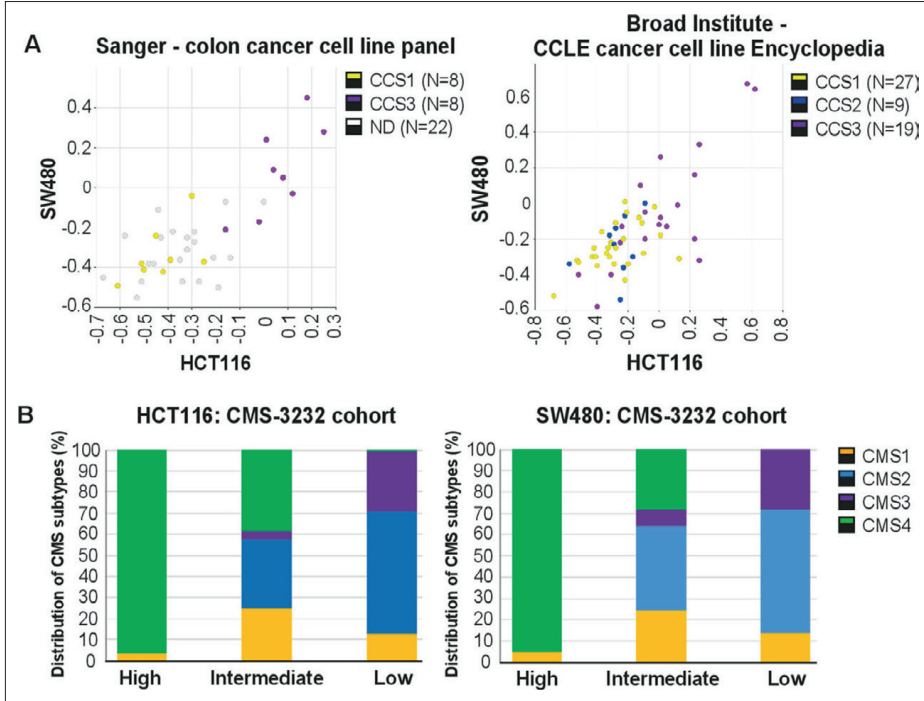 A
Sanger - colon cancer cell line panel
CCS1 (N=8)
CCS3 (N=8)
ND (N=22)
SW480
0.4
0.2
0
-0.2
-0.4
-0.6
-0.7
-0.6
-0.5
-0.4
-0.3
-0.2
-0.1
0
0.1
0.2
0.3
HCT116
Broad Institute -
CCLE cancer cell line Encyclopedia
CCS1 (N=27)
CCS2 (N=9)
CCS3 (N=19)
SW480
0.6
0.4
0.2
0
-0.2
-0.4
-0.6
-0.8
-0.6
-0.4
-0.2
0
0.2
0.4
0.6
0.8
HCT116
B
HCT116: CMS-3232 cohort
Distribution of CMS subtypes (%)
100
90
80
70
60
50
40
30
20
10
0
High
Intermediate
Low
SW480: CMS-3232 cohort
Distribution of CMS subtypes (%)
100
90
80
70
60
50
40
30
20
10
0
High
Intermediate
Low
CMS1
CMS2
CMS3
CMS4